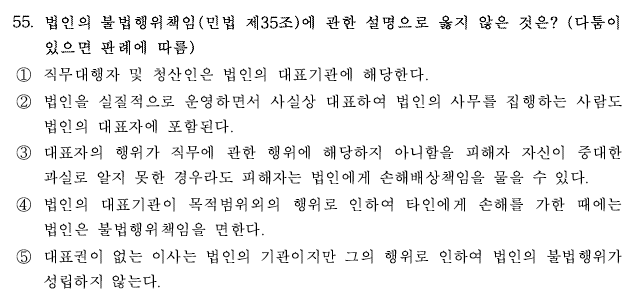 55. 법인의 불법행위책임(민법 제35조)에 관한 설명으로 옳지 않은 것은? (다툼이
있으면 판례에 따름)
① 직무대행자 및 청산인은 법인의 대표기관에 해당한다.
② 법인을 실질적으로 운영하면서 사실상 대표하여 법인의 사무를 집행하는 사람도
법인의 대표자에 포함된다.
③ 대표자의 행위가 직무에 관한 행위에 해당하지 아니함을 피해자 자신이 중대한
과실로 알지 못한 경우라도 피해자는 법인에게 손해배상책임을 물을 수 있다.
④ 법인의 대표기관이 목적범위외의 행위로 인하여 타인에게 손해를 가한 때에는
법인은 불법행위책임을 면한다.
⑤ 대표권이 없는 이사는 법인의 기관이지만 그의 행위로 인하여 법인의 불법행위가
성립하지 않는다.